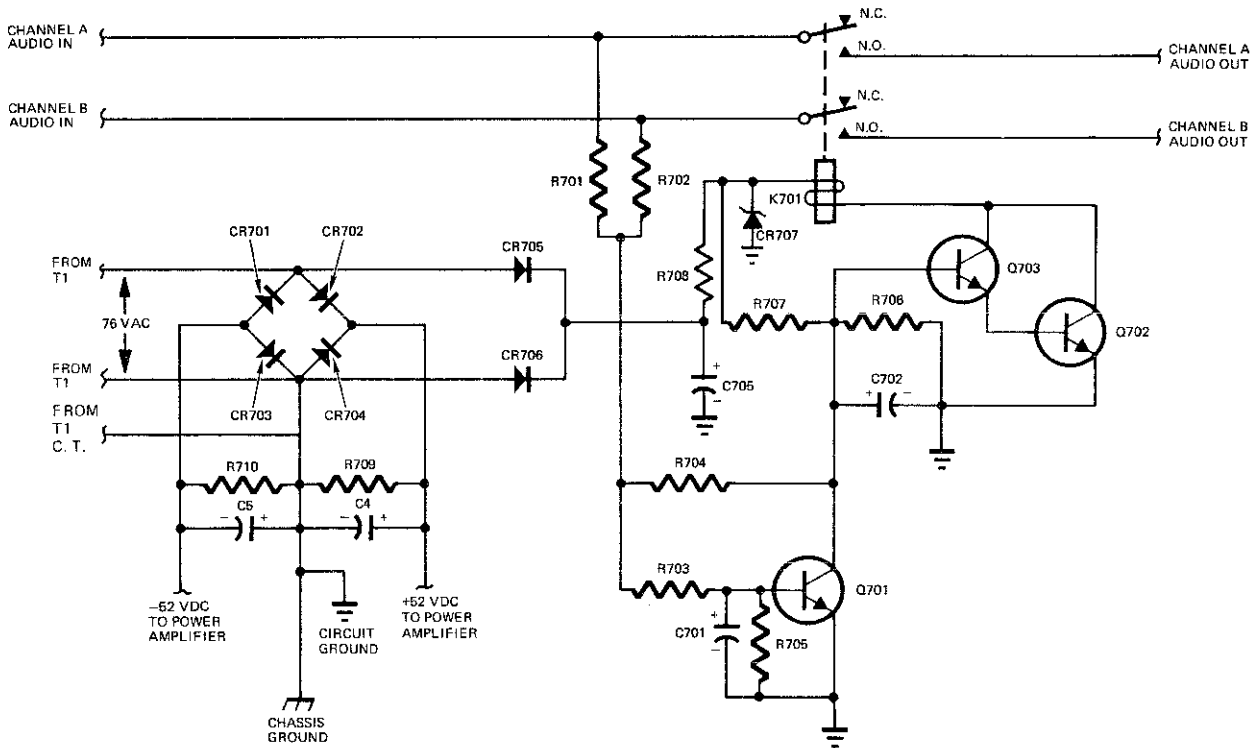 CHANNEL A
AUDIO IN
N.C.
N.O.
CHANNEL A
AUDIO OUT
CHANNEL B
AUDIO IN
N.C.
N.O.
CHANNEL B
AUDIO OUT
R701
R702
K701
CR701
CR702
CR705
CR707
R708
Q703
FROM
T1
76 VAC
R707
R706
Q702
FROM
T1
CR706
C705
C702
CR703
CR704
FROM
T1
C. T.
R710
R709
R704
C5
- +
C4
- +
R703
Q701
C701
R705
-52 VDC
TO POWER
AMPLIFIER
CIRCUIT
GROUND
+52 VDC
TO POWER
AMPLIFIER
CHASSIS
GROUND